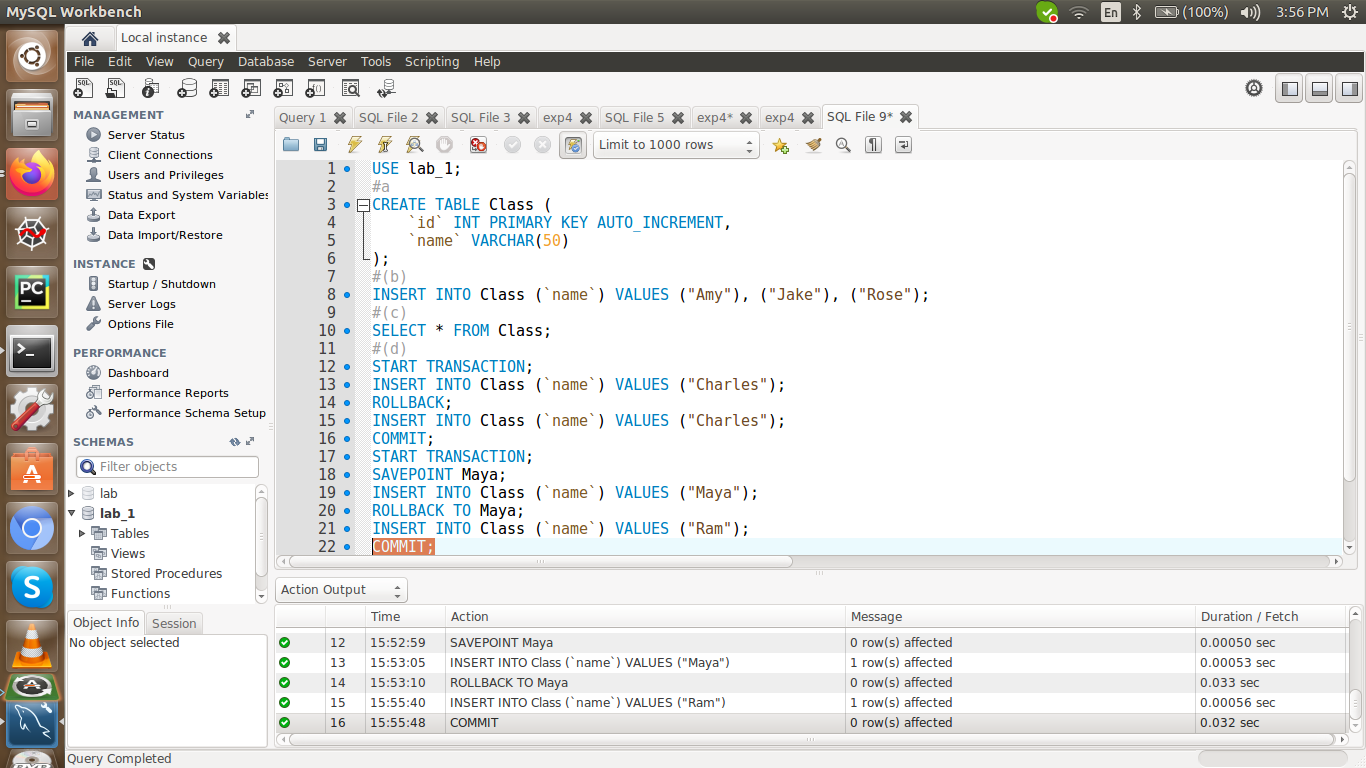 MySQL Workbench
En
(100%)
3:56 PM
Local instance
File Edit View Query Database Server Tools Scripting Help
MANAGEMENT
Server Status
Client Connections
Users and Privileges
Status and System Variables
Data Export
Data Import/Restore
INSTANCE
Startup / Shutdown
Server Logs
Options File
PERFORMANCE
Dashboard
Performance Reports
Performance Schema Setup
SCHEMAS
Filter objects
lab
lab_1
Tables
Views
Stored Procedures
Functions
Object Info Session
No object selected
Query 1 SQL File 2 SQL File 3 exp4 SQL File 5 exp4* exp4 SQL File 9*
Limit to 1000 rows
1 USE lab_1;
2 #a
3 CREATE TABLE Class (
4 `id` INT PRIMARY KEY AUTO_INCREMENT,
5 `name` VARCHAR(50)
6 );
7 #(b)
8 INSERT INTO Class (`name`) VALUES ("Amy"), ("Jake"), ("Rose");
9 #(c)
10 SELECT * FROM Class;
11 #(d)
12 START TRANSACTION;
13 INSERT INTO Class (`name`) VALUES ("Charles");
14 ROLLBACK;
15 INSERT INTO Class (`name`) VALUES ("Charles");
16 COMMIT;
17 START TRANSACTION;
18 SAVEPOINT Maya;
19 INSERT INTO Class (`name`) VALUES ("Maya");
20 ROLLBACK TO Maya;
21 INSERT INTO Class (`name`) VALUES ("Ram");
22 COMMIT;
Action Output
Time Action Message Duration / Fetch
12 15:52:59 SAVEPOINT Maya 0 row(s) affected 0.00050 sec
13 15:53:05 INSERT INTO Class (`name`) VALUES ("Maya") 1 row(s) affected 0.00053 sec
14 15:53:10 ROLLBACK TO Maya 0 row(s) affected 0.033 sec
15 15:55:40 INSERT INTO Class (`name`) VALUES ("Ram") 1 row(s) affected 0.00056 sec
16 15:55:48 COMMIT 0 row(s) affected 0.032 sec
Query Completed